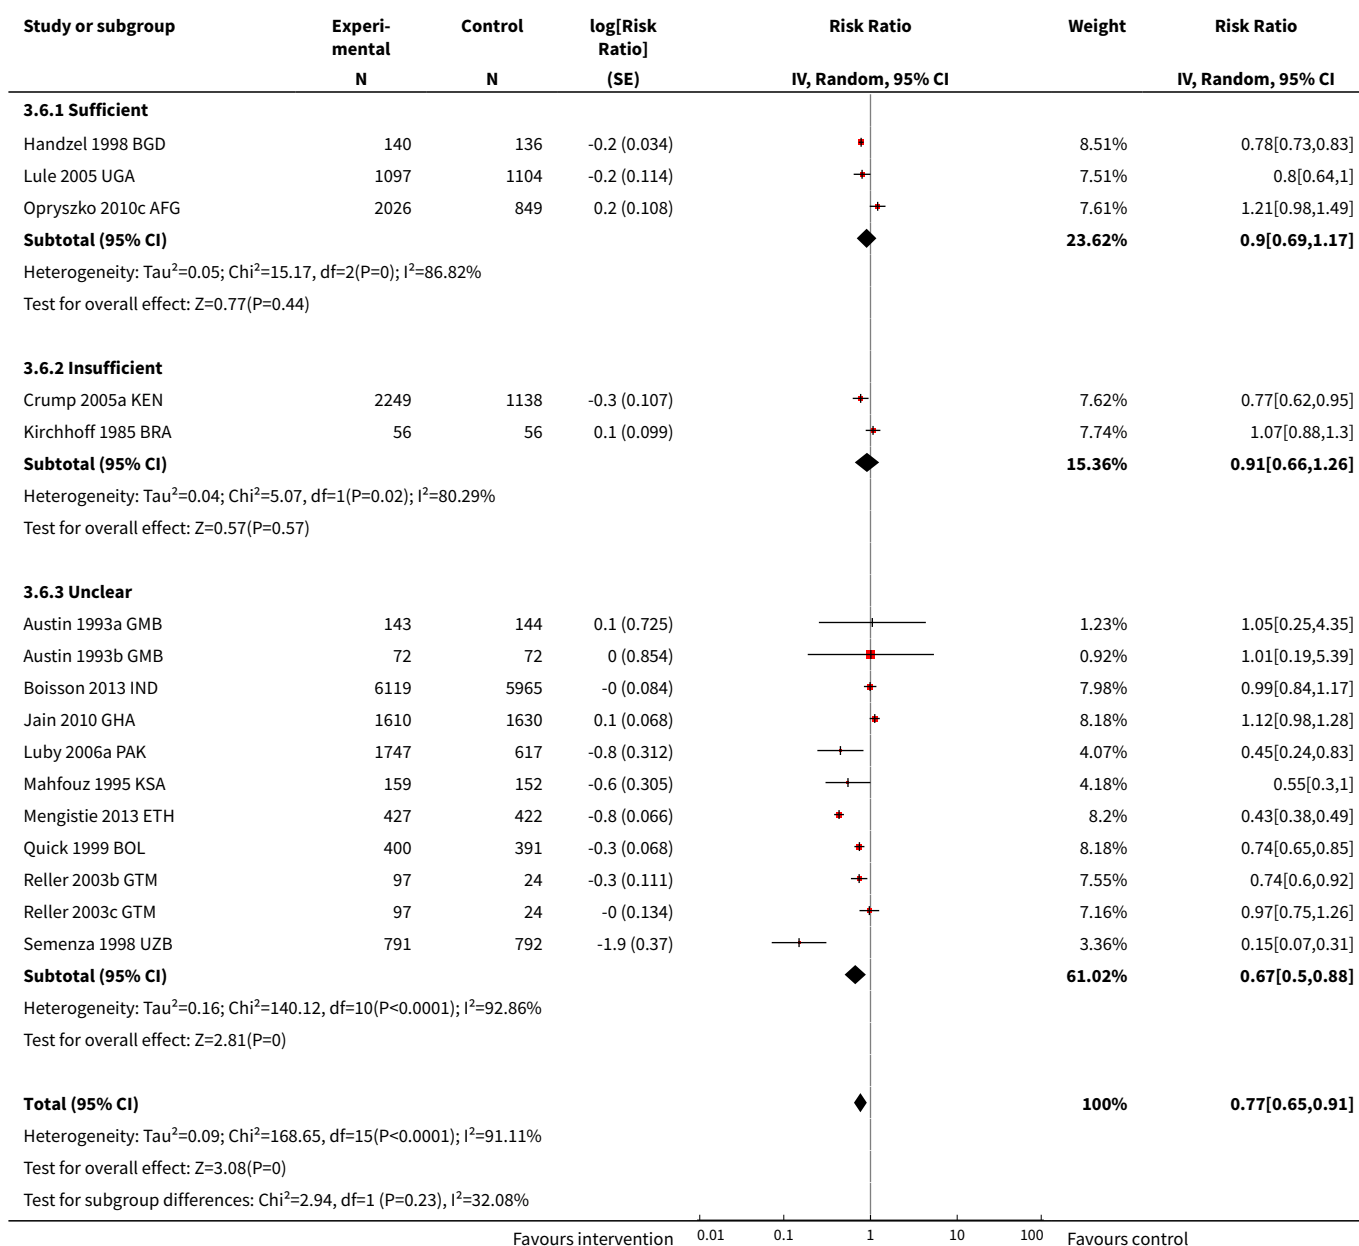 Study or subgroup Experi- Control log[Risk Risk Ratio Weight Risk Ratio
mental Ratio]
N N (SE) IV, Random, 95% CI IV, Random, 95% CI
3.6.1 Sufficient
Handzel 1998 BGD 140 136 -0.2 (0.034) 8.51% 0.78[0.73,0.83]
Lule 2005 UGA 1097 1104 -0.2 (0.114) 7.51% 0.8[0.64,1]
Opryszko 2010c AFG 2026 849 0.2 (0.108) 7.61% 1.21[0.98,1.49]
Subtotal (95% CI) 23.62% 0.9[0.69,1.17]
Heterogeneity: Tau²=0.05; Chi²=15.17, df=2(P=0); I²=86.82%
Test for overall effect: Z=0.77(P=0.44)
3.6.2 Insufficient
Crump 2005a KEN 2249 1138 -0.3 (0.107) 7.62% 0.77[0.62,0.95]
Kirchhoff 1985 BRA 56 56 0.1 (0.099) 7.74% 1.07[0.88,1.3]
Subtotal (95% CI) 15.36% 0.91[0.66,1.26]
Heterogeneity: Tau²=0.04; Chi²=5.07, df=1(P=0.02); I²=80.29%
Test for overall effect: Z=0.57(P=0.57)
3.6.3 Unclear
Austin 1993a GMB 143 144 0.1 (0.725) 1.23% 1.05[0.25,4.35]
Austin 1993b GMB 72 72 0 (0.854) 0.92% 1.01[0.19,5.39]
Boisson 2013 IND 6119 5965 -0 (0.084) 7.98% 0.99[0.84,1.17]
Jain 2010 GHA 1610 1630 0.1 (0.068) 8.18% 1.12[0.98,1.28]
Luby 2006a PAK 1747 617 -0.8 (0.312) 4.07% 0.45[0.24,0.83]
Mahfouz 1995 KSA 159 152 -0.6 (0.305) 4.18% 0.55[0.3,1]
Mengistie 2013 ETH 427 422 -0.8 (0.066) 8.2% 0.43[0.38,0.49]
Quick 1999 BOL 400 391 -0.3 (0.068) 8.18% 0.74[0.65,0.85]
Reller 2003b GTM 97 24 -0.3 (0.111) 7.55% 0.74[0.6,0.92]
Reller 2003c GTM 97 24 -0 (0.134) 7.16% 0.97[0.75,1.26]
Semenza 1998 UZB 791 792 -1.9 (0.37) 3.36% 0.15[0.07,0.31]
Subtotal (95% CI) 61.02% 0.67[0.5,0.88]
Heterogeneity: Tau²=0.16; Chi²=140.12, df=10(P<0.0001); I²=92.86%
Test for overall effect: Z=2.81(P=0)
Total (95% CI) 100% 0.77[0.65,0.91]
Heterogeneity: Tau²=0.09; Chi²=168.65, df=15(P<0.0001); I²=91.11%
Test for overall effect: Z=3.08(P=0)
Test for subgroup differences: Chi²=2.94, df=1 (P=0.23), I²=32.08%
Favours intervention 0.01 0.1 1 10 100 Favours control